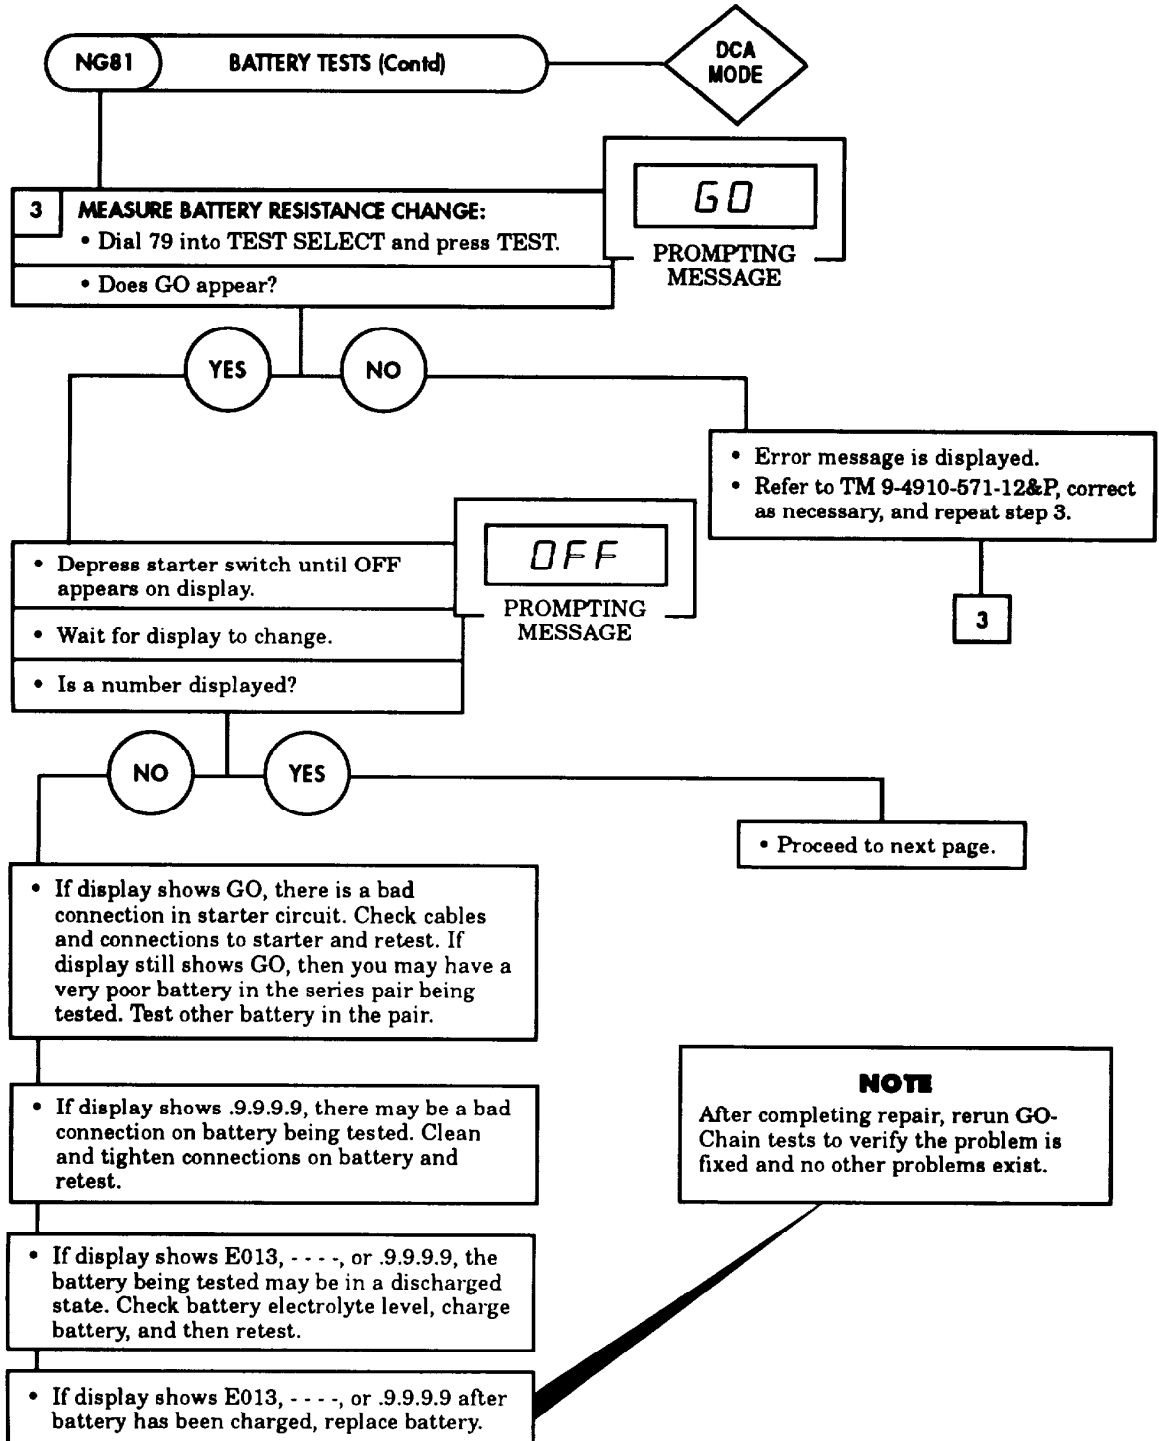 NG81 BATTERY TESTS (Contd)
DCA
MODE
3 MEASURE BATTERY RESISTANCE CHANGE:
• Dial 79 into TEST SELECT and press TEST.
• Does GO appear?
GO
PROMPTING
MESSAGE
YES
NO
• Error message is displayed.
• Refer to TM 9-4910-571-12&P, correct
as necessary, and repeat step 3.
3
• Depress starter switch until OFF
appears on display.
• Wait for display to change.
• Is a number displayed?
OFF
PROMPTING
MESSAGE
NO
YES
• Proceed to next page.
• If display shows GO, there is a bad
connection in starter circuit. Check cables
and connections to starter and retest. If
display still shows GO, then you may have a
very poor battery in the series pair being
tested. Test other battery in the pair.
• If display shows .9.9.9.9, there may be a bad
connection on battery being tested. Clean
and tighten connections on battery and
retest.
• If display shows E013, - - - -, or .9.9.9.9, the
battery being tested may be in a discharged
state. Check battery electrolyte level, charge
battery, and then retest.
• If display shows E013, - - - -, or .9.9.9.9 after
battery has been charged, replace battery.
NOTE
After completing repair, rerun GO-
Chain tests to verify the problem is
fixed and no other problems exist.